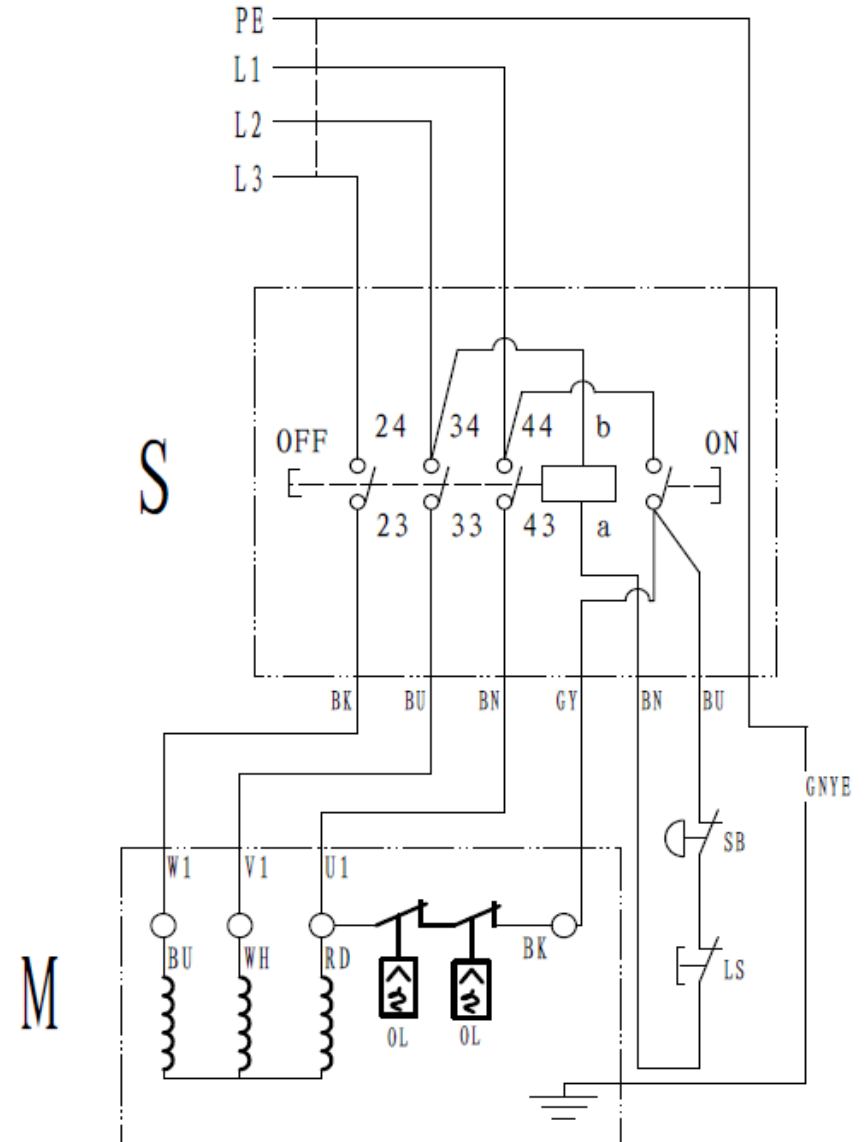 PE
L1
L2
L3
S
OFF
24
34
44
b
ON
23
33
43
a
BK
BU
BN
GY
BN
BU
GNYE
SB
W1
V1
U1
M
BU
WH
RD
BK
LS
OL
OL